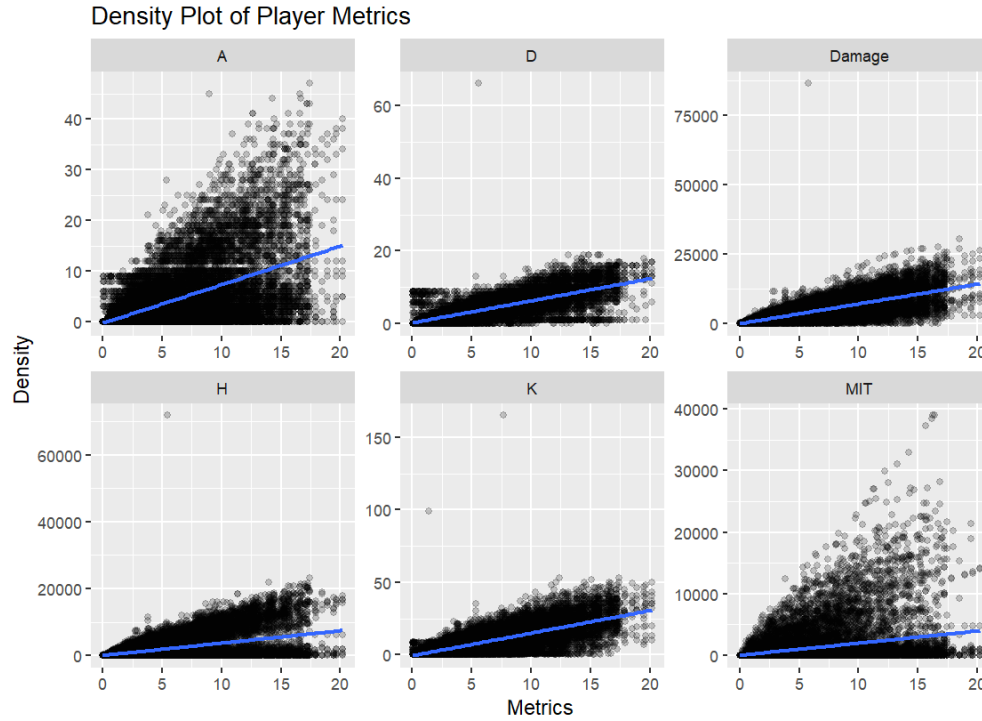 Density Plot of Player Metrics
A D Damage
40 30 20 10 0
60 40 20 0
75000 50000 25000 0
0 5 10 15 20 0 5 10 15 20 0 5 10 15 20
Density
H K MIT
60000 40000 20000 0
150 100 50 0
40000 30000 20000 10000 0
0 5 10 15 20 0 5 10 15 20 0 5 10 15 20
Metrics